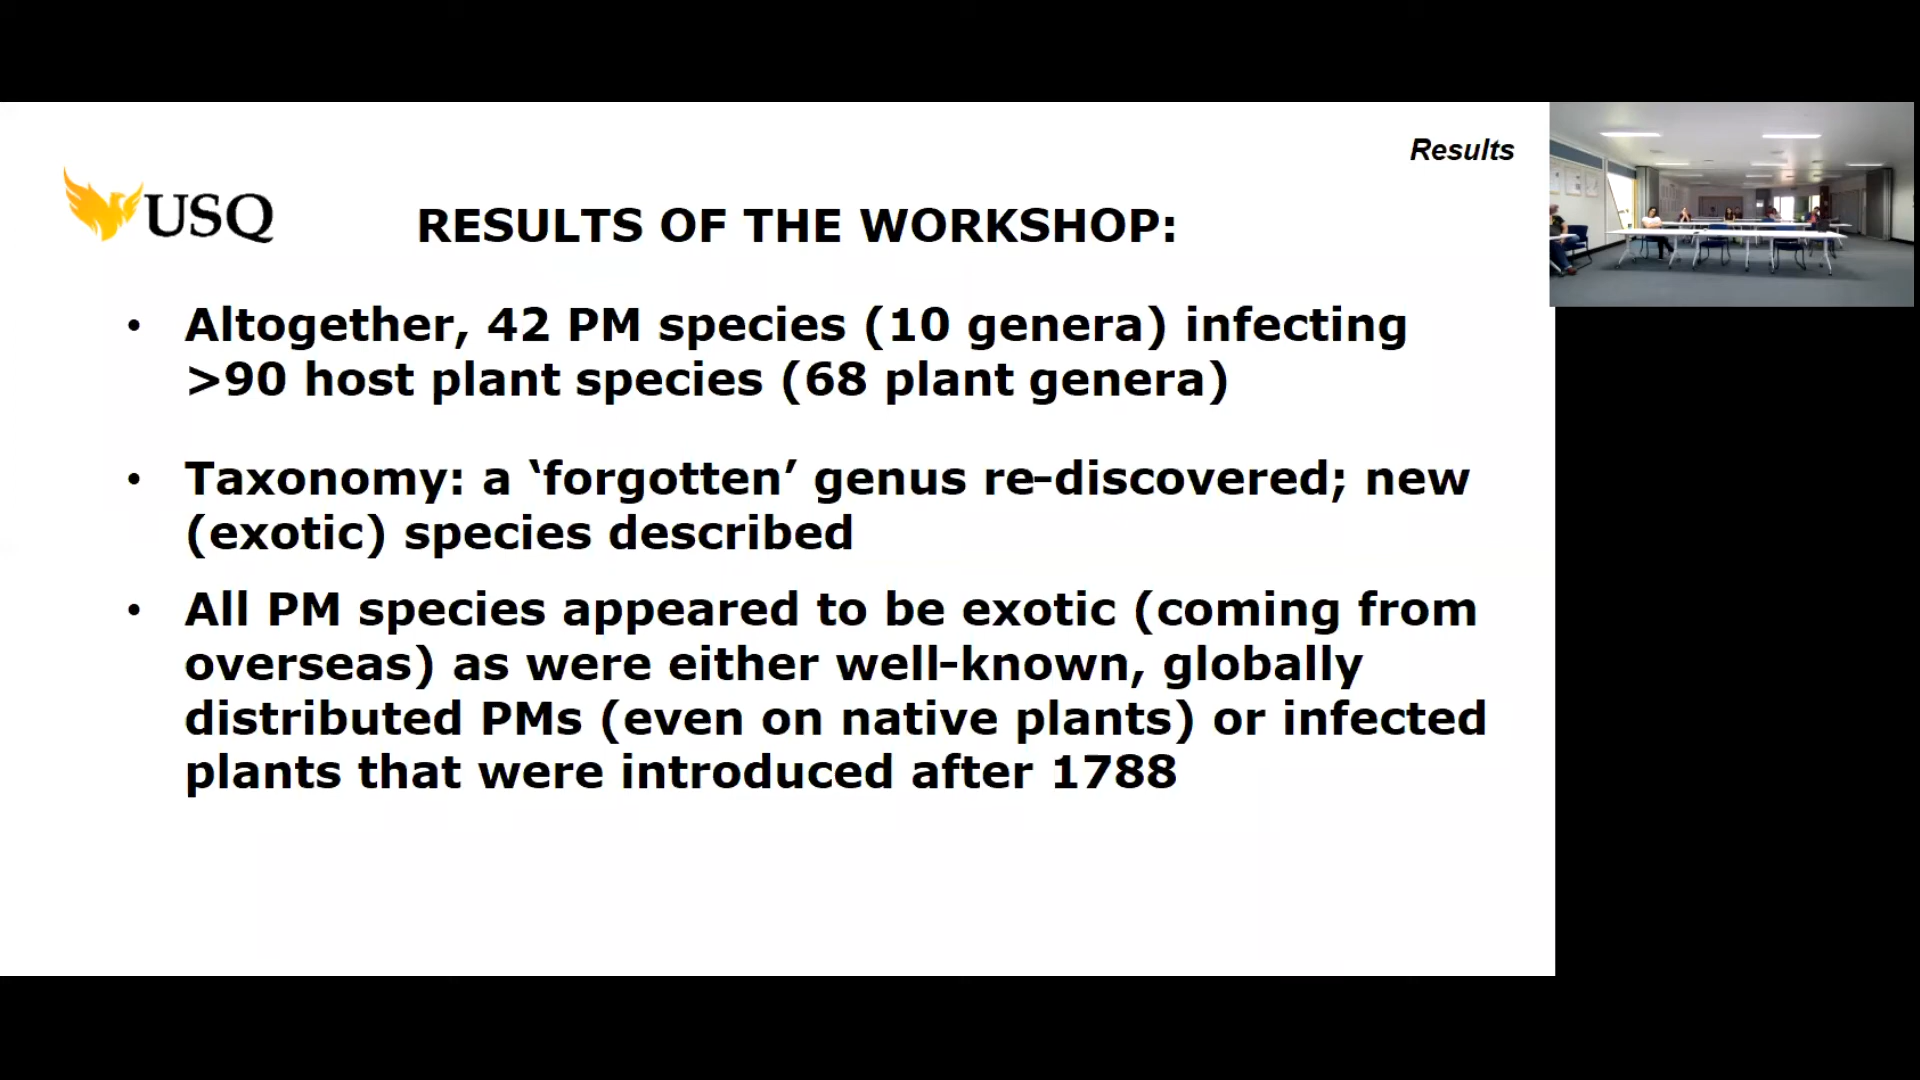 Results
USQ
RESULTS OF THE WORKSHOP:
• Altogether, 42 PM species (10 genera) infecting
>90 host plant species (68 plant genera)
• Taxonomy: a ‘forgotten’ genus re-discovered; new
(exotic) species described
• All PM species appeared to be exotic (coming from
overseas) as were either well-known, globally
distributed PMs (even on native plants) or infected
plants that were introduced after 1788